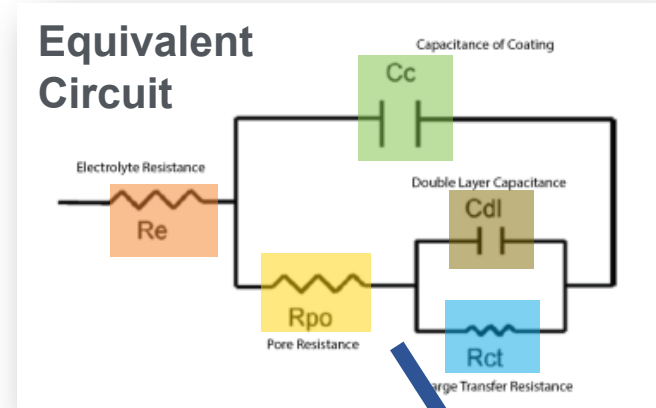 Equivalent
Circuit
Capacitance of Coating
Cc
Electrolyte Resistance
Re
Double Layer Capacitance
Cdl
Rpo
Pore Resistance
Rct
arge Transfer Resistance